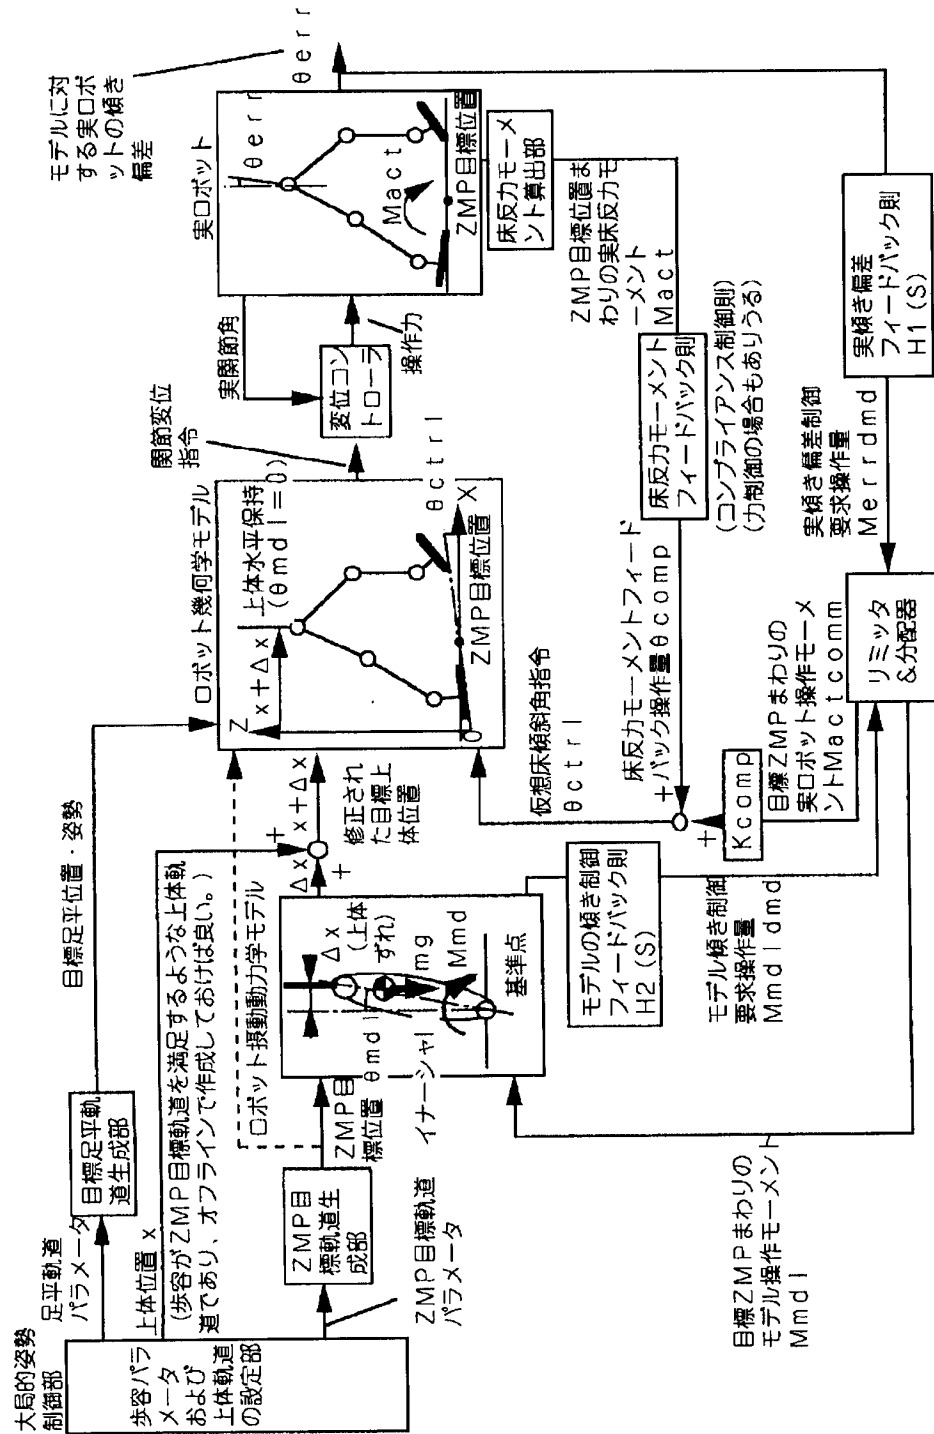 大局的姿勢
制御部
歩容パラ
メータ
および
上体軌道
の設定部
足平軌道
パラメータ
目標足平軌
道生成部
目標足平位置・姿勢
上体位置 x
(歩容がZMP目標軌道を満足するような上体軌
道であり、オフラインで作成しておけば良い。)
ZMP目標軌道
パラメータ
ZMP目
標軌道生
成部
ZMP目
標位置
ロボット摂動動力学モデル
Δx
(上体
ずれ)
θmdl
mg
イナーシャl
Mmd
基準点
Δx
+
+
x+Δx
修正され
た目標上
体位置
ロボット幾何学モデル
Z
x+Δx
上体水平保持
(θmdl=0)
θctrl
X
0
ZMP目標位置
仮想床傾斜角指令
θctrl
関節変位
指令
変位コン
トローラ
実関節角
操作力
実ロボット
θerr
Mact
ZMP目標位置
モデルに対
する実ロボ
ットの傾き
偏差
θerr
床反力モーメ
ント算出部
ZMP目標位置ま
わりの実床反力モ
ーメント
Mact
床反力モーメント
フィードバック則
(コンプライアンス制御則)
(力制御の場合もありうる)
床反力モーメントフィード
バック操作量θcomp
+
+
Kcomp
目標ZMPまわりの
実ロボット操作モーメ
ントMactcomm
モデルの傾き制御
フィードバック則
H2(S)
モデル傾き制御
要求操作量
Mmdldmd
リミッタ
&分配器
実傾き偏差制御
要求操作量
Merrdmd
実傾き偏差
フィードバック則
H1(S)
目標ZMPまわりの
モデル操作モーメント
Mmdl